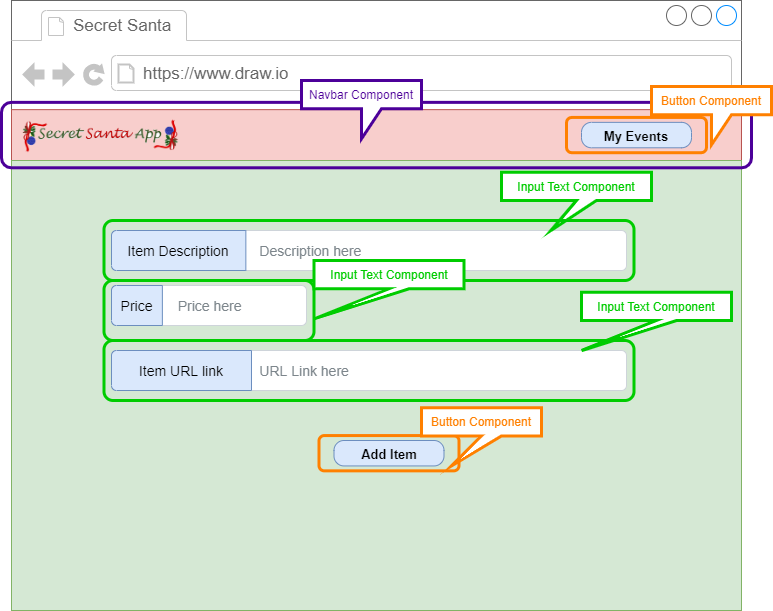 Secret Santa
https://www.draw.io
Navbar Component
Button Component
Secret Santa App
My Events
Input Text Component
Item Description
Description here
Input Text Component
Price
Price here
Input Text Component
Item URL link
URL Link here
Button Component
Add Item